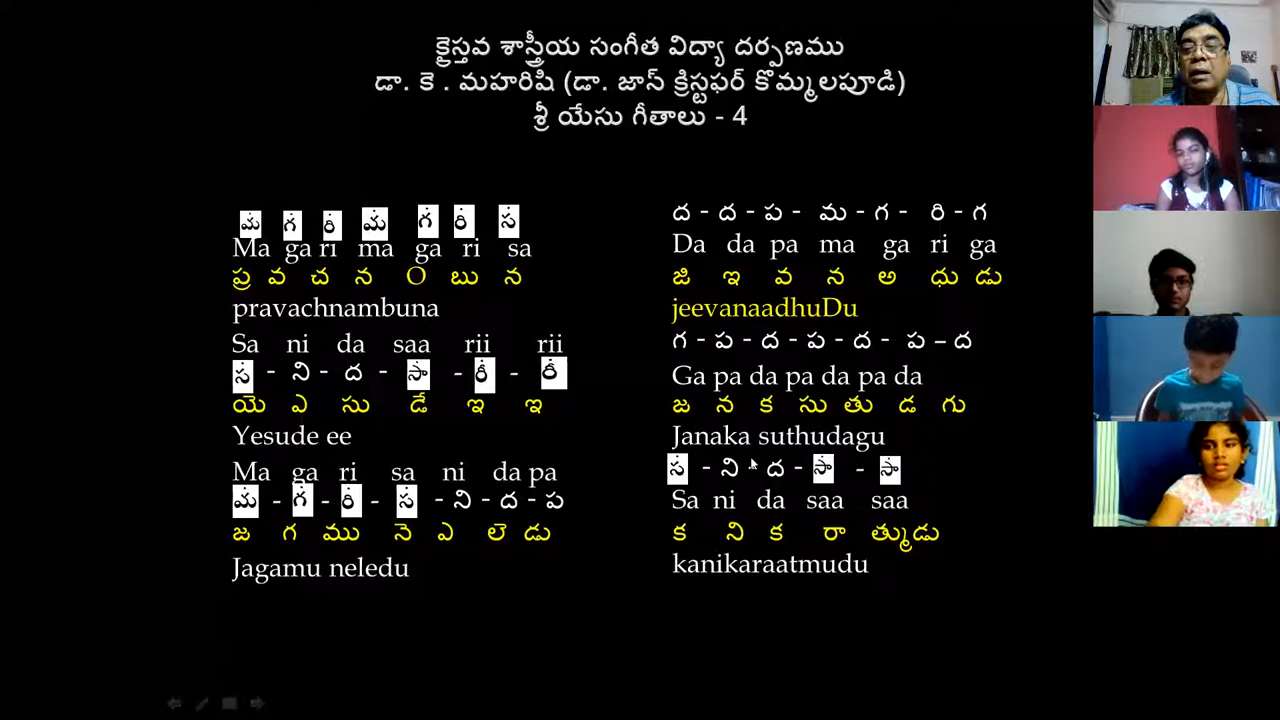 క్రైస్తవ శాస్త్రీయ సంగీత విద్యా దర్పణము
డా. కె . మహరిషి (డా. జాస్ క్రిస్టఫర్ కొమ్మలపూడి)
శ్రీ యేసు గీతాలు - 4
మ గ రి మ గ రి స
Ma ga ri ma ga ri sa
ప్ర వ చ న O బు న
pravachnambuna
Sa ni da saa rii rii
స - ని - ద - సా - రీ - రీ
యె ఎ సు డే ఇ ఇ
Yesude ee
Ma ga ri sa ni da pa
మ - గ - రి - స - ని - ద - ప
జ గ ము నె ఎ లె డు
Jagamu neledu
ద - ద - ప - మ - గ - రి - గ
Da da pa ma ga ri ga
జి ఇ వ న అ ధు డు
jeevanaadhuDu
గ - ప - ద - ప - ద - ప – ద
Ga pa da pa da pa da
జ న క సు తు డ గు
Janaka suthudagu
స - ని - ద - సా - సా
Sa ni da saa saa
క ని క రా త్ముడు
kanikaraatmudu